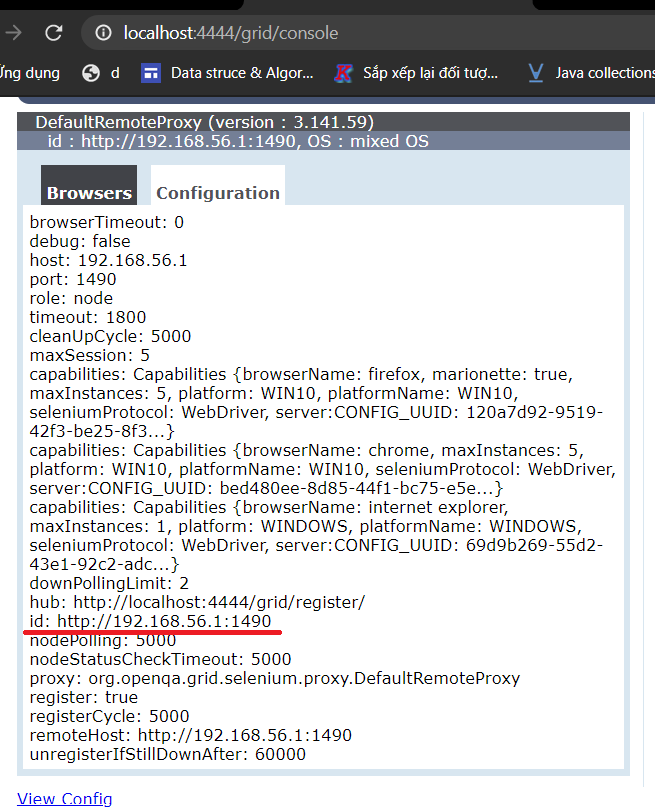 localhost:4444/grid/console
Ứng dụng d Data struce & Algor... Sắp xếp lại đối tượ... Java collections
DefaultRemoteProxy (version : 3.141.59)
id : http://192.168.56.1:1490, OS : mixed OS
Browsers Configuration
browserTimeout: 0
debug: false
host: 192.168.56.1
port: 1490
role: node
timeout: 1800
cleanUpCycle: 5000
maxSession: 5
capabilities: Capabilities {browserName: firefox, marionette: true,
maxInstances: 5, platform: WIN10, platformName: WIN10,
seleniumProtocol: WebDriver, server:CONFIG_UUID: 120a7d92-9519-
42f3-be25-8f3...}
capabilities: Capabilities {browserName: chrome, maxInstances: 5,
platform: WIN10, platformName: WIN10, seleniumProtocol: WebDriver,
server:CONFIG_UUID: bed480ee-8d85-44f1-bc75-e5e...}
capabilities: Capabilities {browserName: internet explorer,
maxInstances: 1, platform: WINDOWS, platformName: WINDOWS,
seleniumProtocol: WebDriver, server:CONFIG_UUID: 69d9b269-55d2-
43e1-92c2-adc...}
downPollingLimit: 2
hub: http://localhost:4444/grid/register/
id: http://192.168.56.1:1490
nodePolling: 5000
nodeStatusCheckTimeout: 5000
proxy: org.openqa.grid.selenium.proxy.DefaultRemoteProxy
register: true
registerCycle: 5000
remoteHost: http://192.168.56.1:1490
unregisterIfStillDownAfter: 60000
View Config